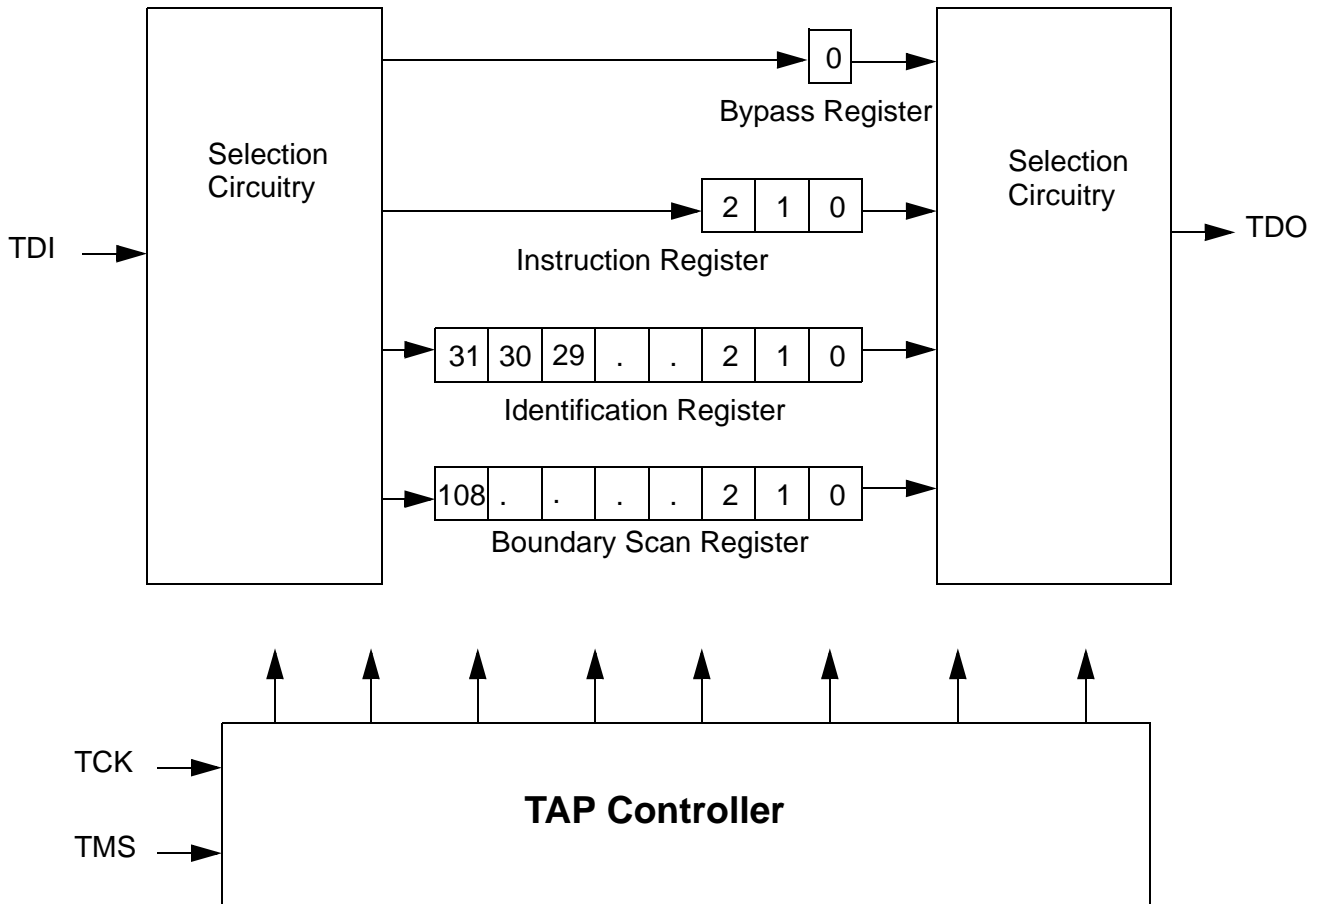 0
Bypass Register
Selection
Circuitry
Selection
Circuitry
2 1 0
Instruction Register
TDI
TDO
31 30 29 . . 2 1 0
Identification Register
108 . . . . 2 1 0
Boundary Scan Register
TCK
TAP Controller
TMS